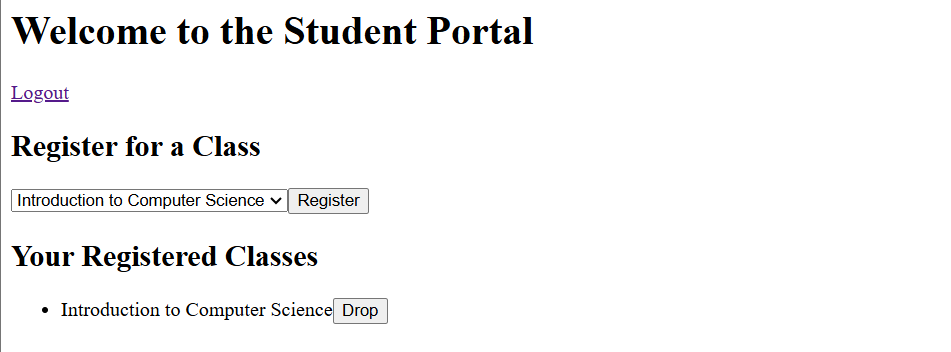 Welcome to the Student Portal
Logout
Register for a Class
Introduction to Computer Science Register
Your Registered Classes
Introduction to Computer Science Drop